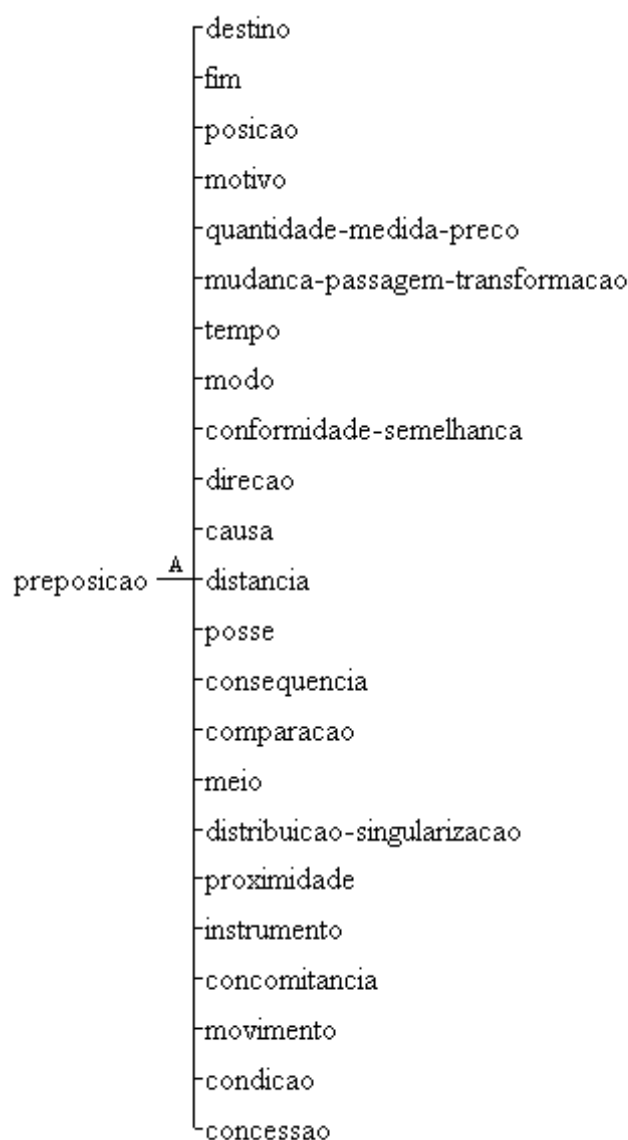 destino
fim
posicao
motivo
quantidade-medida-preco
mudanca-passagem-transformacao
tempo
modo
conformidade-semelhanca
direcao
causa
preposicao A distancia
posse
consequencia
comparacao
meio
distribuicao-singularizacao
proximidade
instrumento
concomitancia
movimento
condicao
concessao